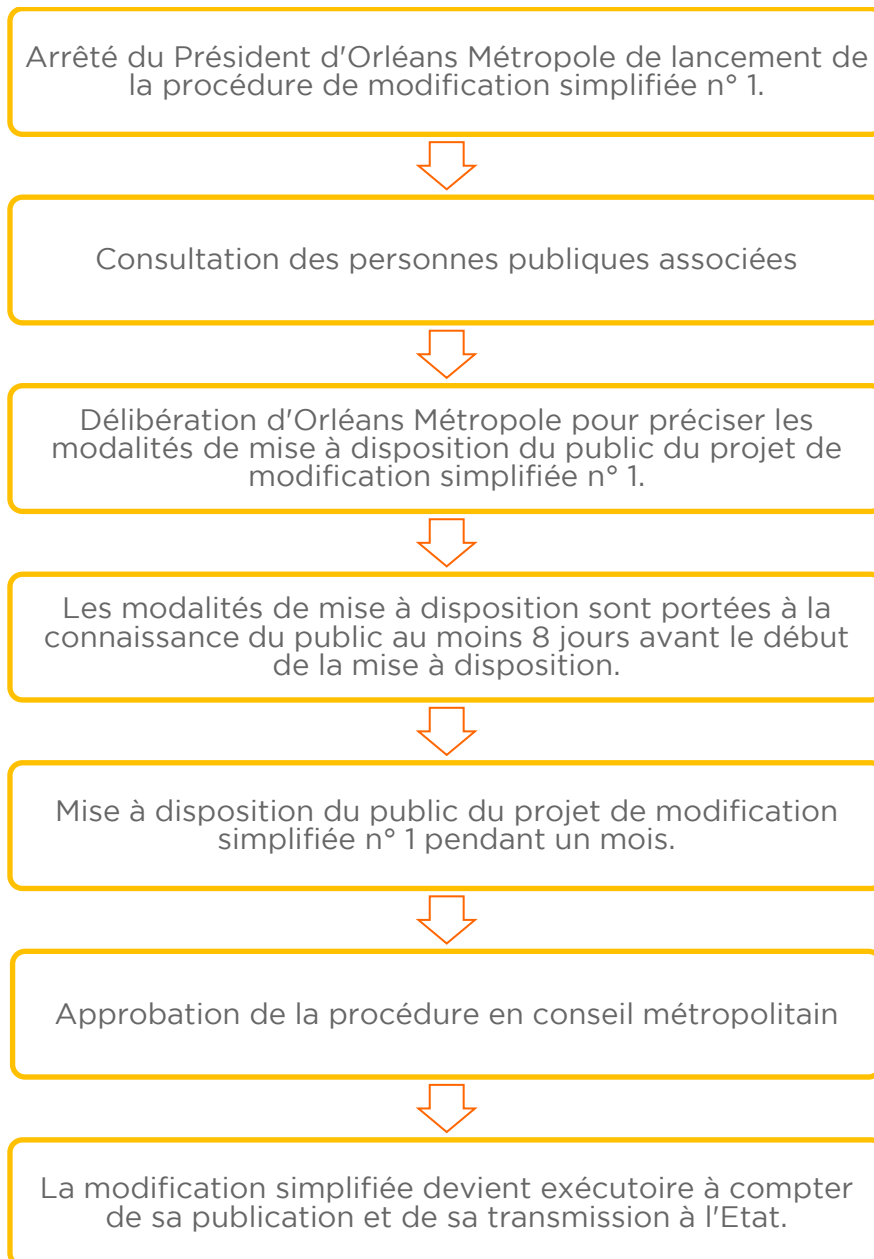 Arrêté du Président d'Orléans Métropole de lancement de
la procédure de modification simplifiée n° 1.
Consultation des personnes publiques associées
Délibération d'Orléans Métropole pour préciser les
modalités de mise à disposition du public du projet de
modification simplifiée n° 1.
Les modalités de mise à disposition sont portées à la
connaissance du public au moins 8 jours avant le début
de la mise à disposition.
Mise à disposition du public du projet de modification
simplifiée n° 1 pendant un mois.
Approbation de la procédure en conseil métropolitain
La modification simplifiée devient exécutoire à compter
de sa publication et de sa transmission à l'Etat.